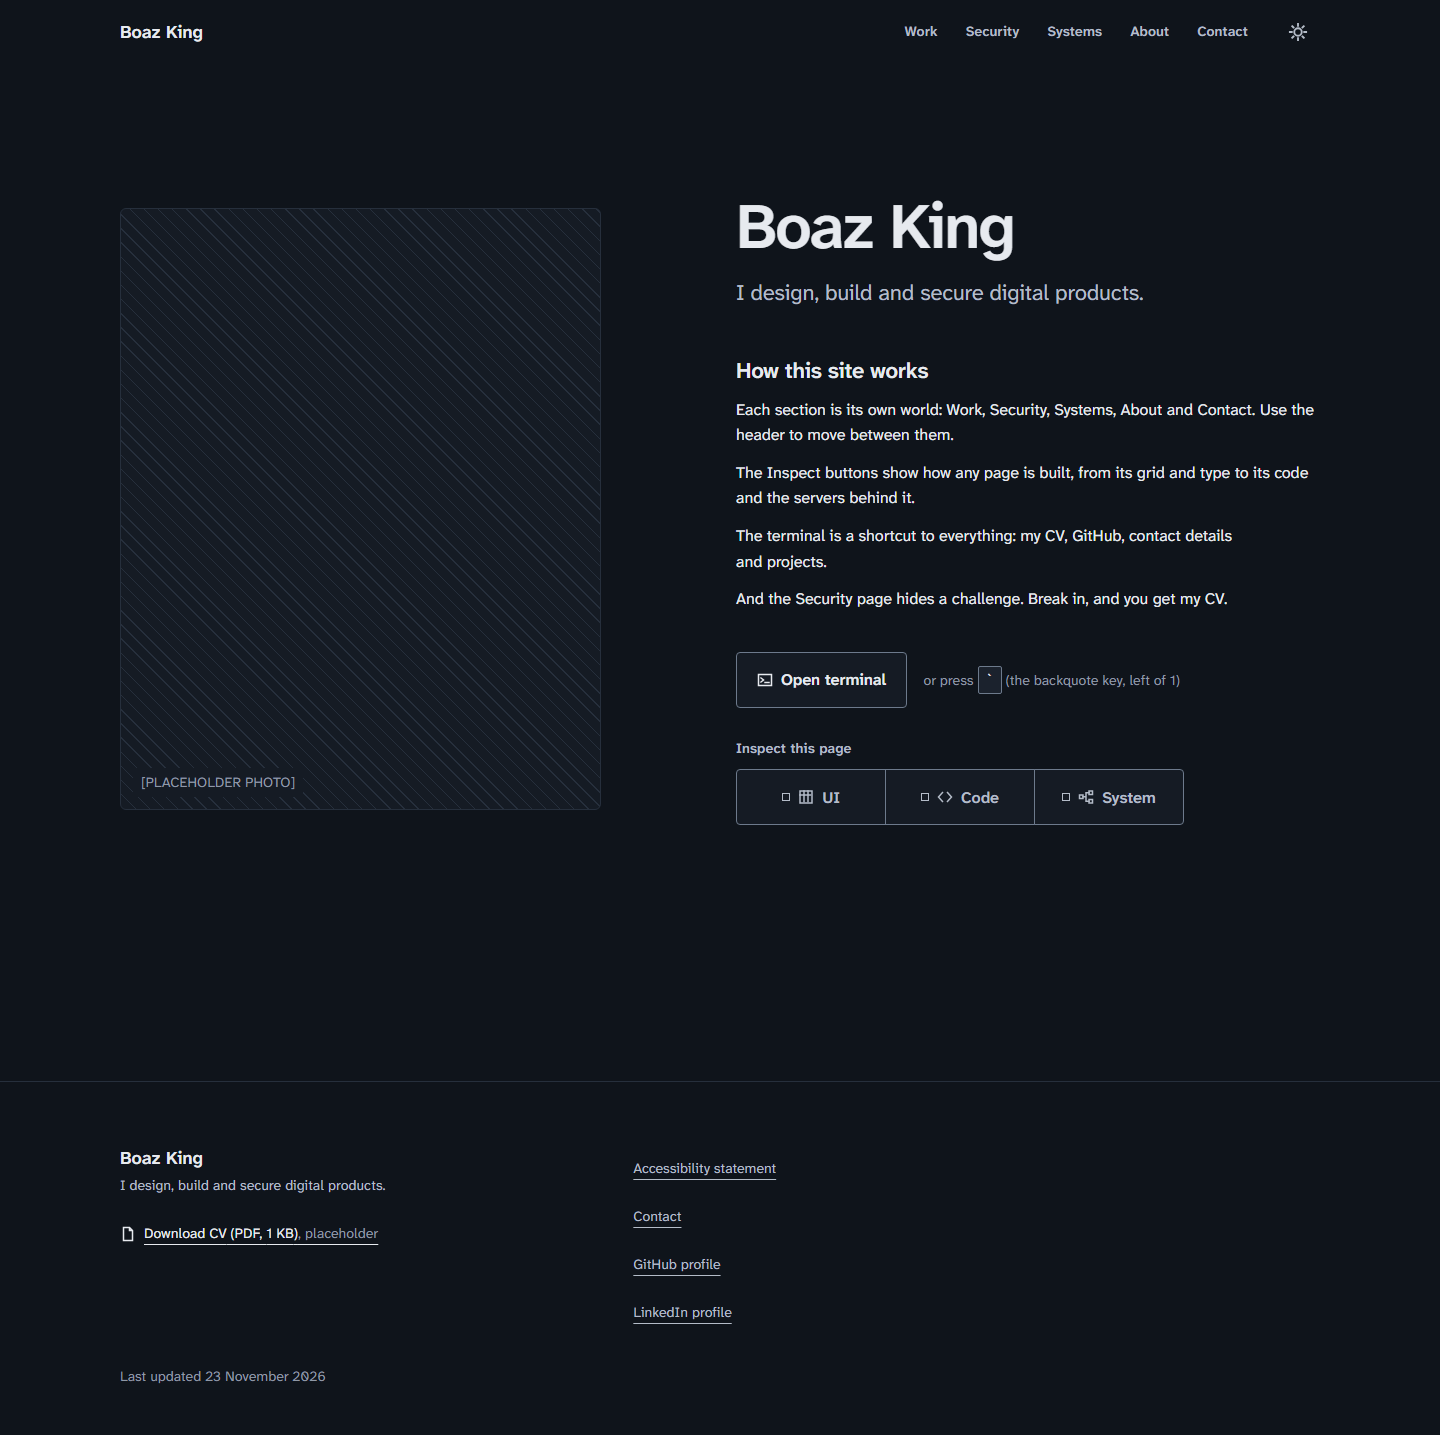 Boaz King
Work
Security
Systems
About
Contact
Boaz King
I design, build and secure digital products.
How this site works
Each section is its own world: Work, Security, Systems, About and Contact. Use the
header to move between them.
The Inspect buttons show how any page is built, from its grid and type to its code
and the servers behind it.
The terminal is a shortcut to everything: my CV, GitHub, contact details
and projects.
And the Security page hides a challenge. Break in, and you get my CV.
Open terminal
or press ` (the backquote key, left of 1)
Inspect this page
UI
Code
System
[PLACEHOLDER PHOTO]
Boaz King
I design, build and secure digital products.
Download CV (PDF, 1 KB), placeholder
Accessibility statement
Contact
GitHub profile
LinkedIn profile
Last updated 23 November 2026